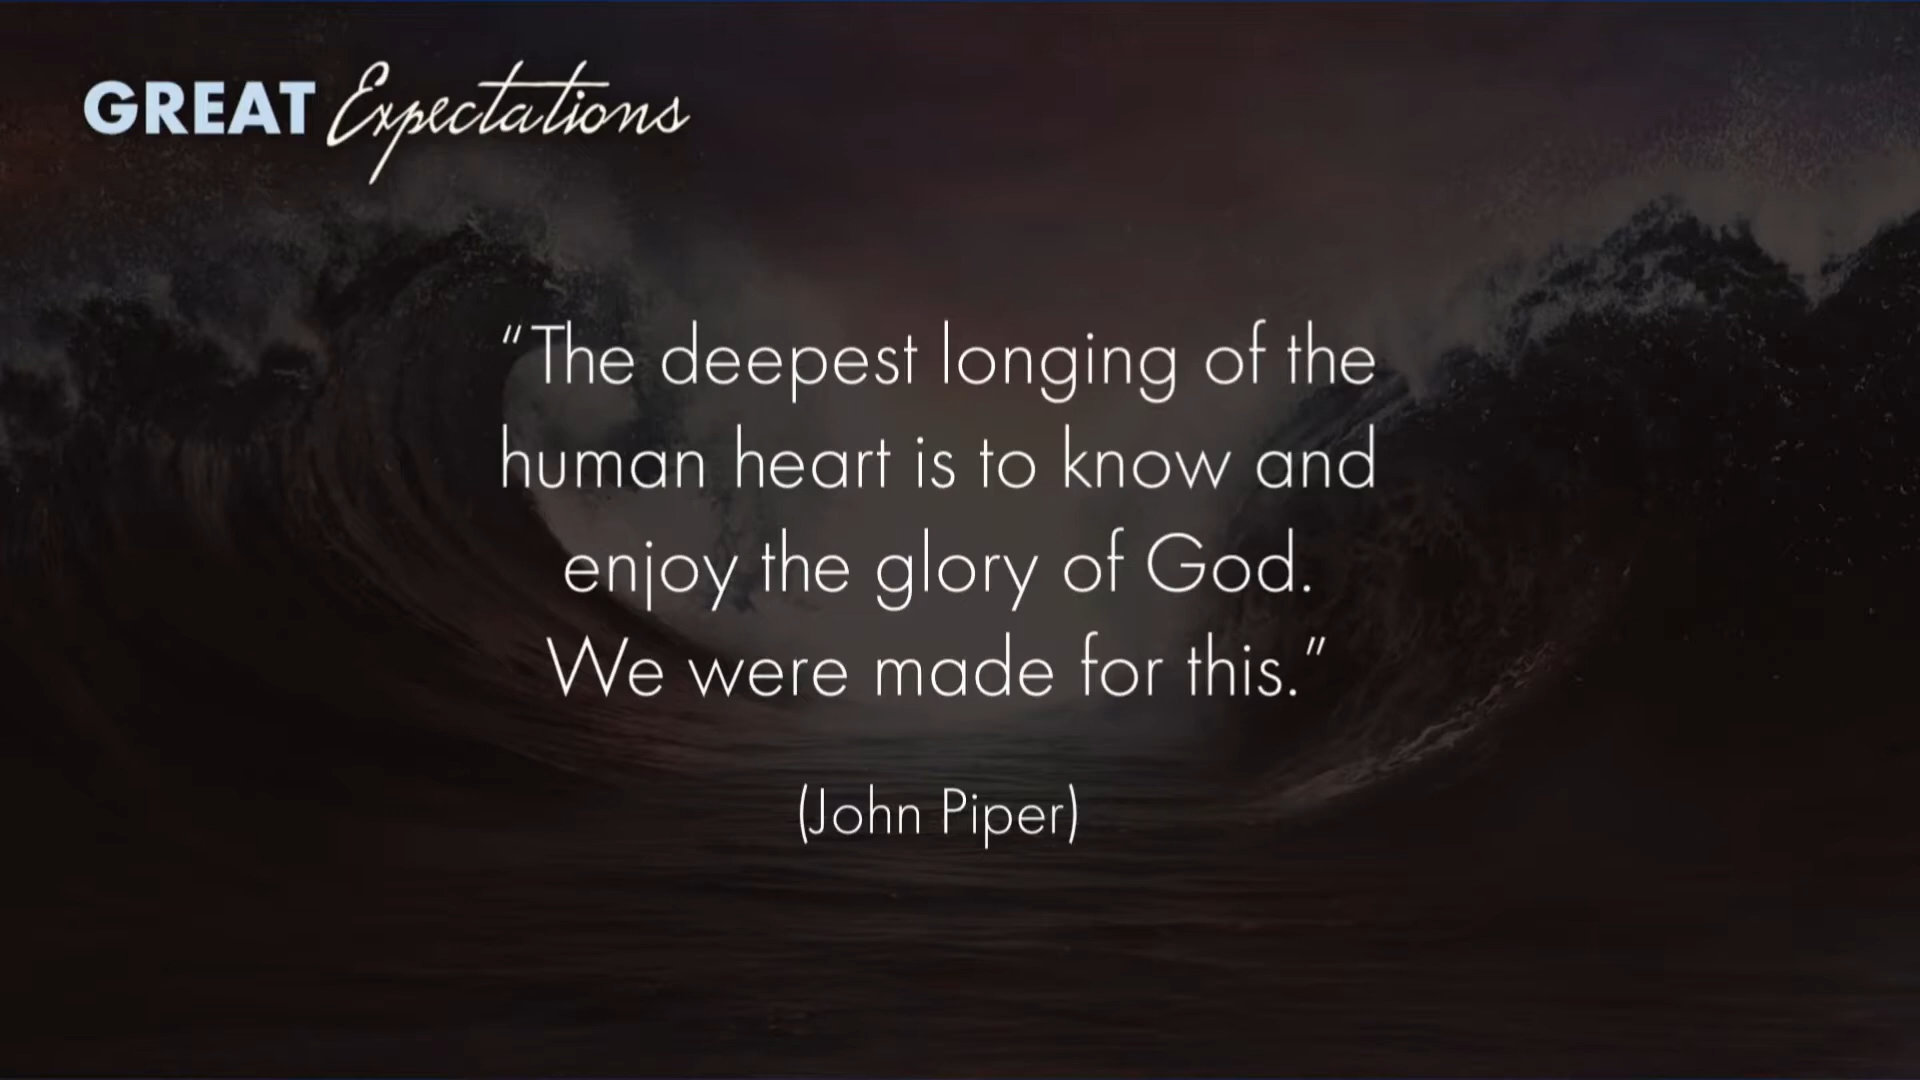 GREAT Expectations
“The deepest longing of the
human heart is to know and
enjoy the glory of God.
We were made for this.”
(John Piper)